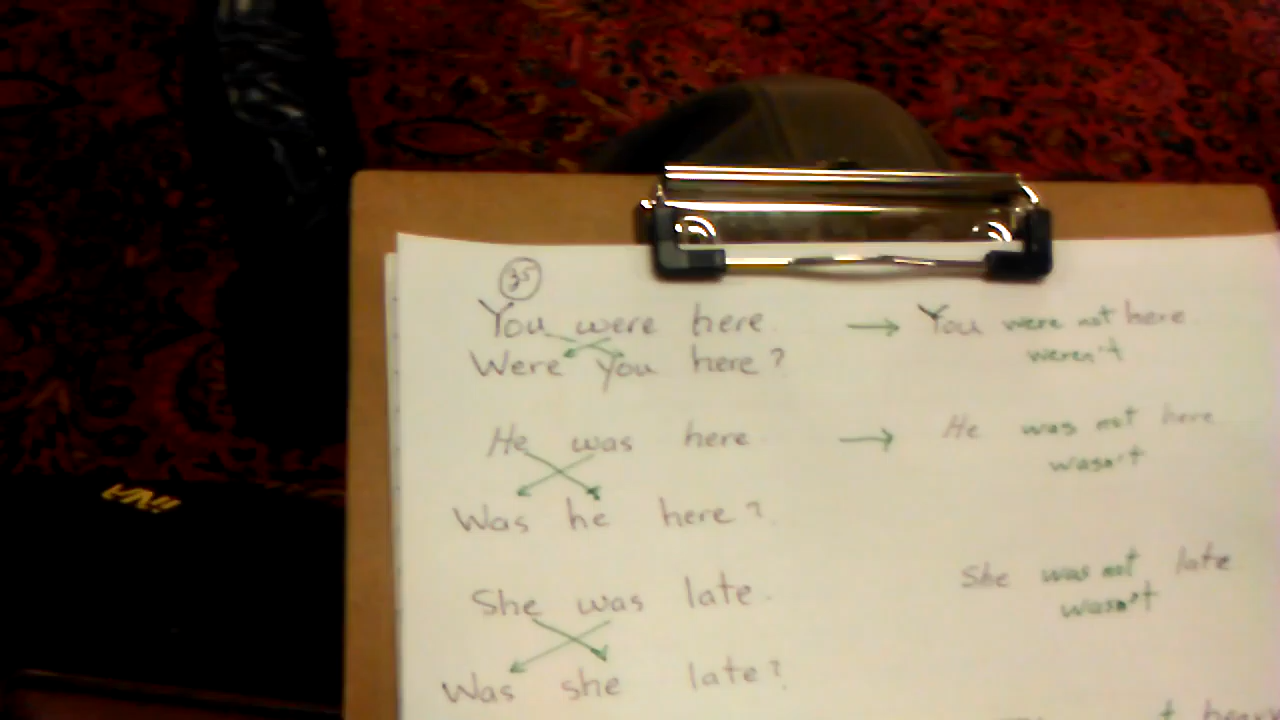 35
You were here. → You were not here.
weren't
Were you here?
He was here → He was not here
wasn't
Was he here?
She was late. She was not late
wasn't
Was she late?